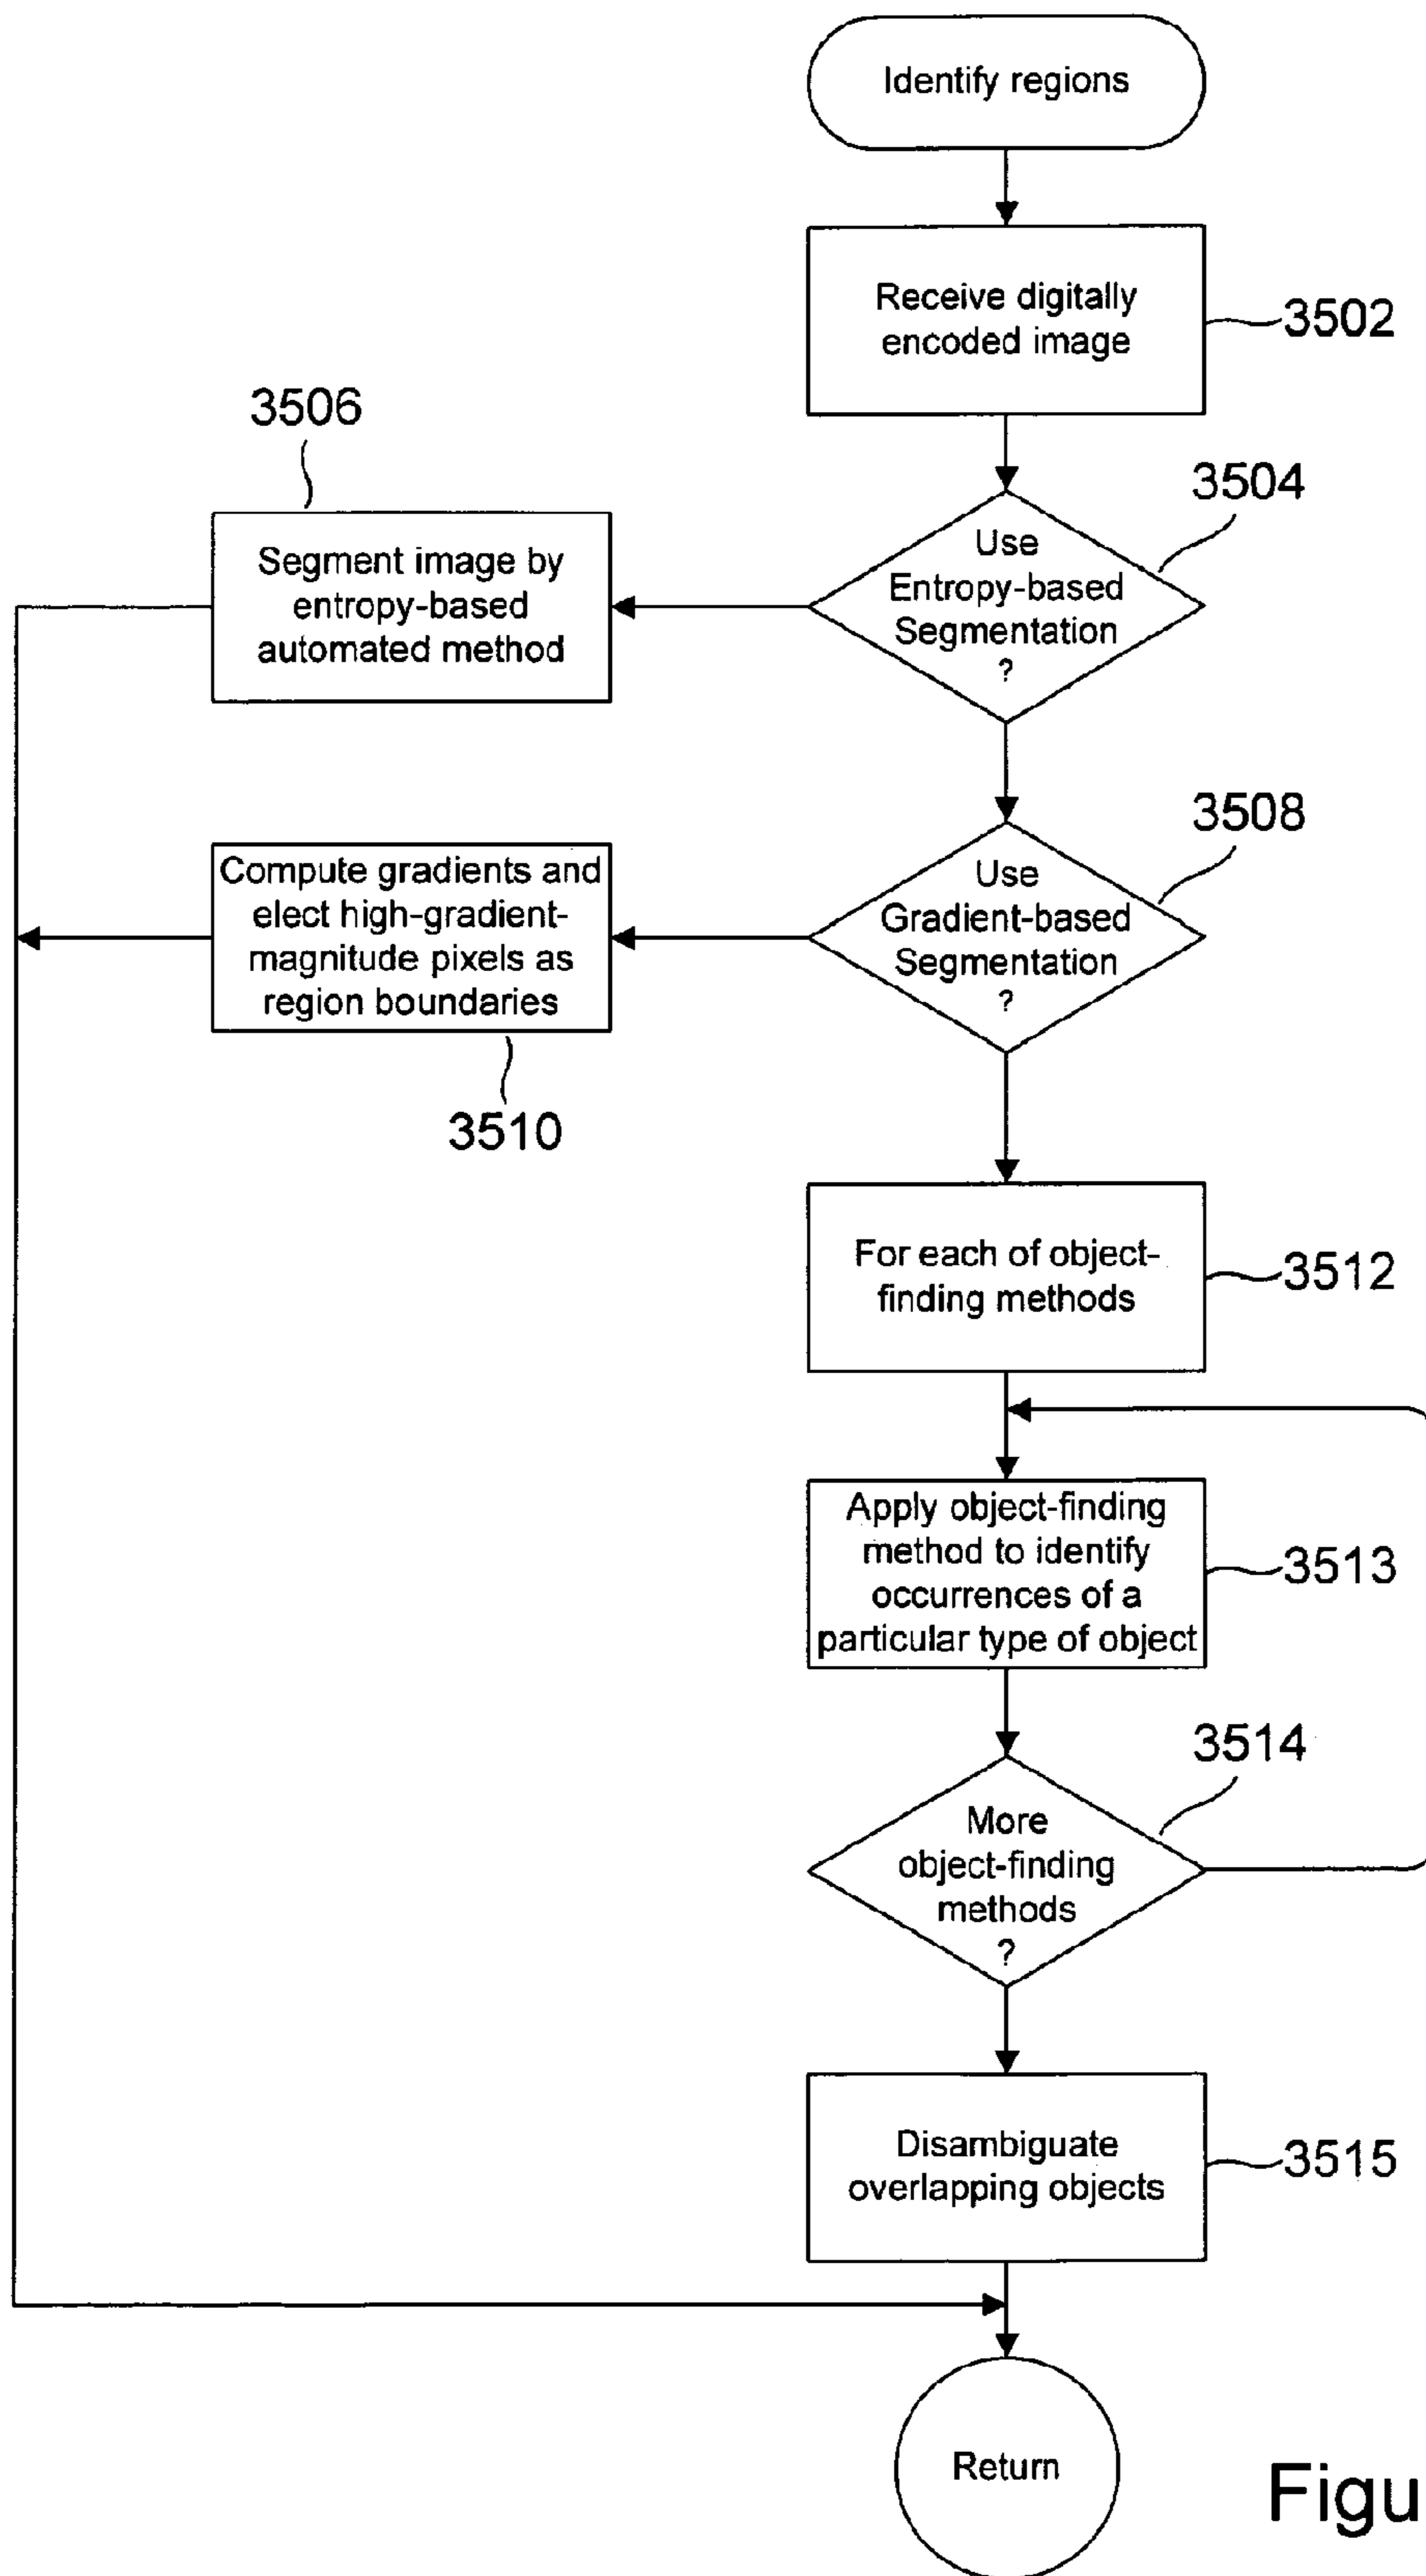 Identify regions
Receive digitally
encoded image
3502
3506
3504
Segment image by
entropy-based
automated method
Use
Entropy-based
Segmentation
?
3508
Compute gradients and
elect high-gradient-
magnitude pixels as
region boundaries
Use
Gradient-based
Segmentation
?
3510
For each of object-
finding methods
3512
Apply object-finding
method to identify
occurrences of a
particular type of object
3513
3514
More
object-finding
methods
?
Disambiguate
overlapping objects
3515
Return
Figu